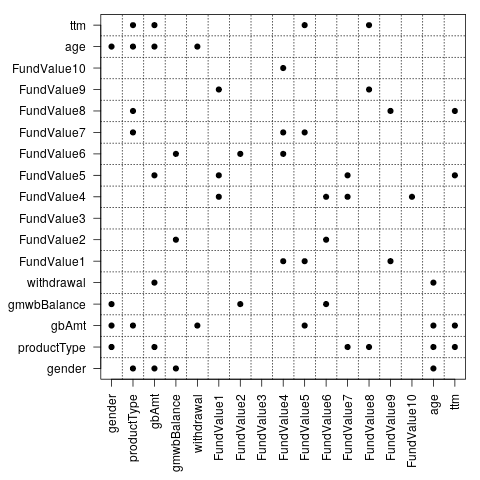 ttm
age
FundValue10
FundValue9
FundValue8
FundValue7
FundValue6
FundValue5
FundValue4
FundValue3
FundValue2
FundValue1
withdrawal
gmwbBalance
gbAmt
productType
gender
gender
productType
gbAmt
gmwbBalance
withdrawal
FundValue1
FundValue2
FundValue3
FundValue4
FundValue5
FundValue6
FundValue7
FundValue8
FundValue9
FundValue10
age
ttm